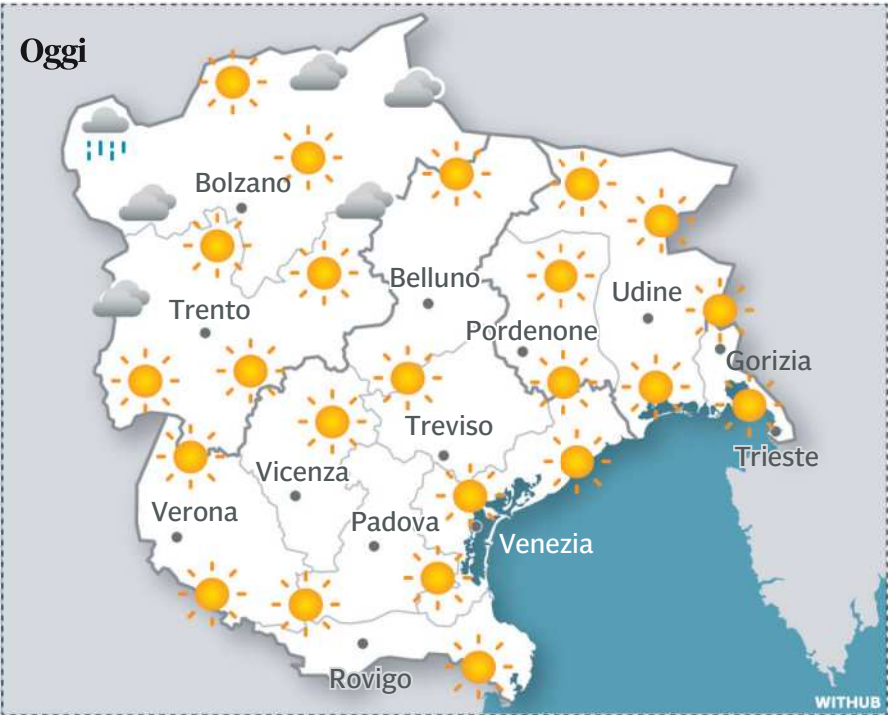 Oggi
Bolzano
Belluno
Udine
Trento
Pordenone
Gorizia
Treviso
Trieste
Vicenza
Verona
Padova
Venezia
Rovigo
WITHUB